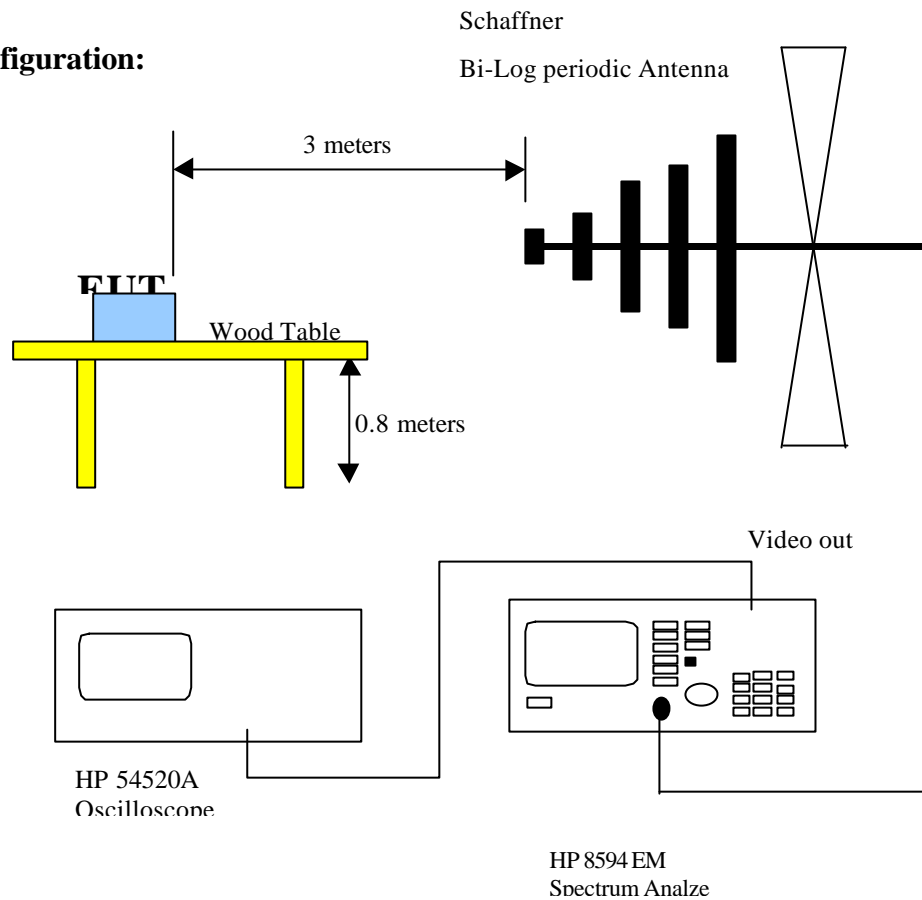 Schaffner
figuration:
Bi-Log periodic Antenna
3 meters
EUT
Wood Table
0.8 meters
Video out
HP 54520A
Oscilloscope
HP 8594 EM
Spectrum Analze